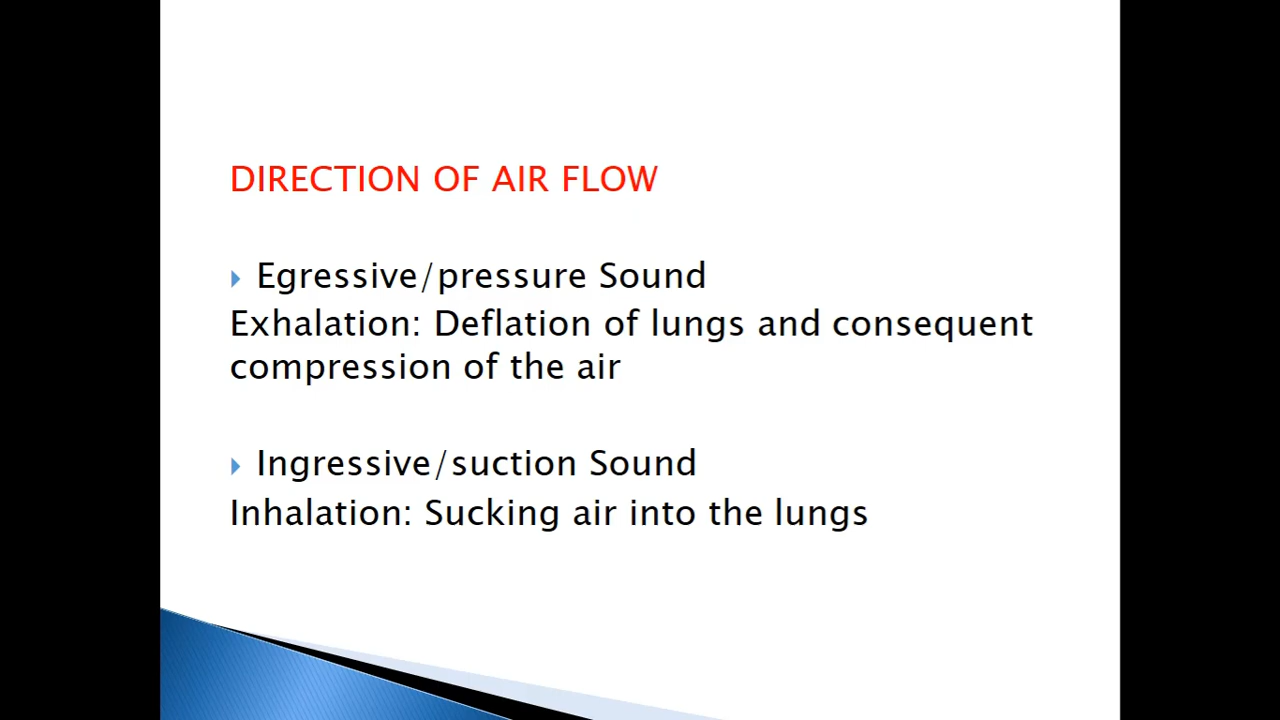 DIRECTION OF AIR FLOW
Egressive/pressure Sound
Exhalation: Deflation of lungs and consequent
compression of the air
Ingressive/suction Sound
Inhalation: Sucking air into the lungs